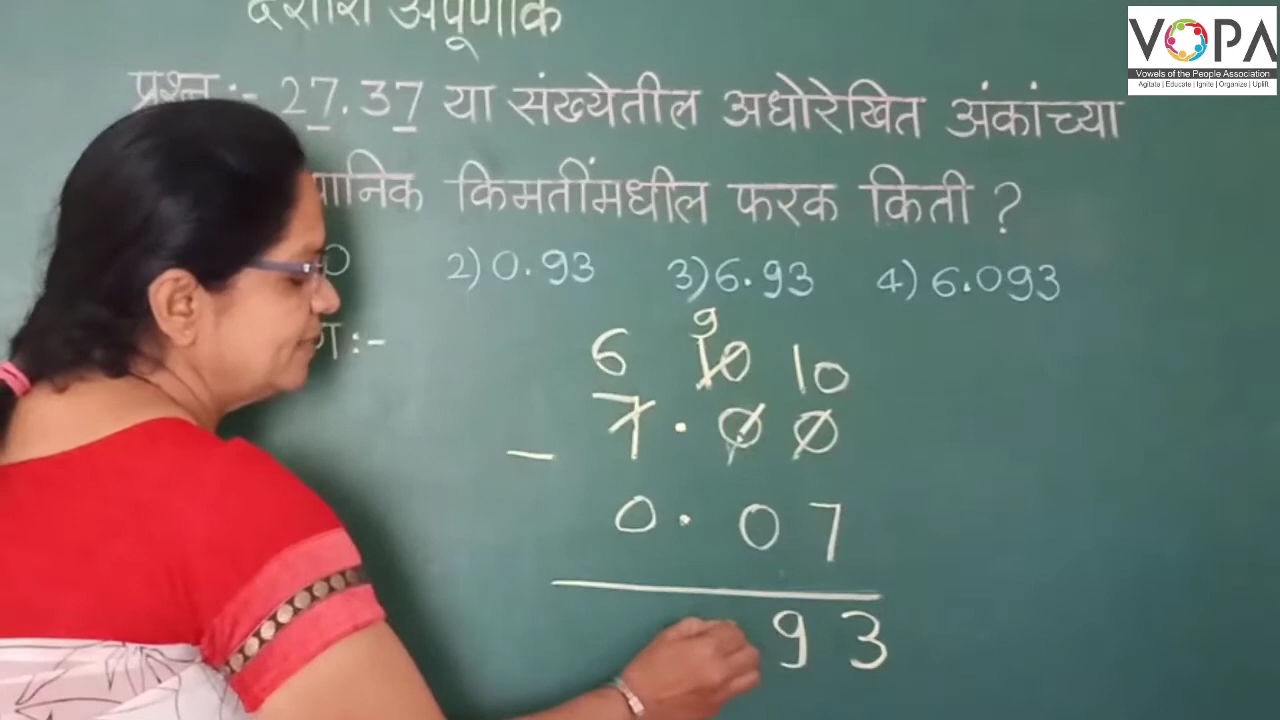 दशांश अपूर्णांक
प्रश्न :- 27.37 या संख्येतील अधोरेखित अंकांच्या
किमतींमधील फरक किती ?
0 2) 0.93 3) 6.93 4) 6.093
:-
9
6 10 10
7.00
- 0.07
93
VOPA
Vowels of the People Association
Agitate | Educate | Ignite | Organize | Uplift